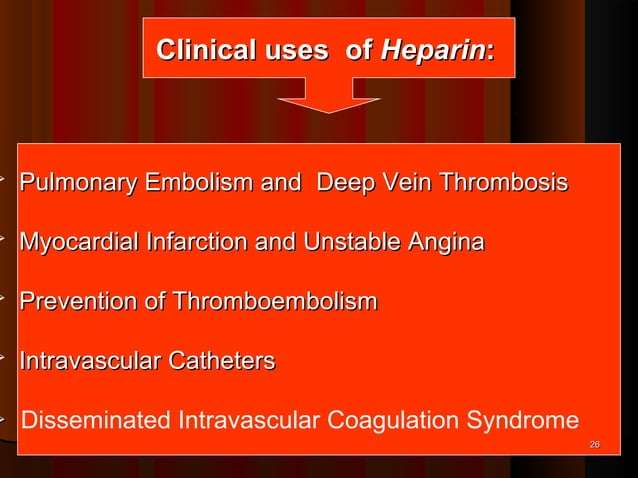 Clinical uses of Heparin:
Pulmonary Embolism and Deep Vein Thrombosis
Myocardial Infarction and Unstable Angina
Prevention of Thromboembolism
Intravascular Catheters
Disseminated Intravascular Coagulation Syndrome
26